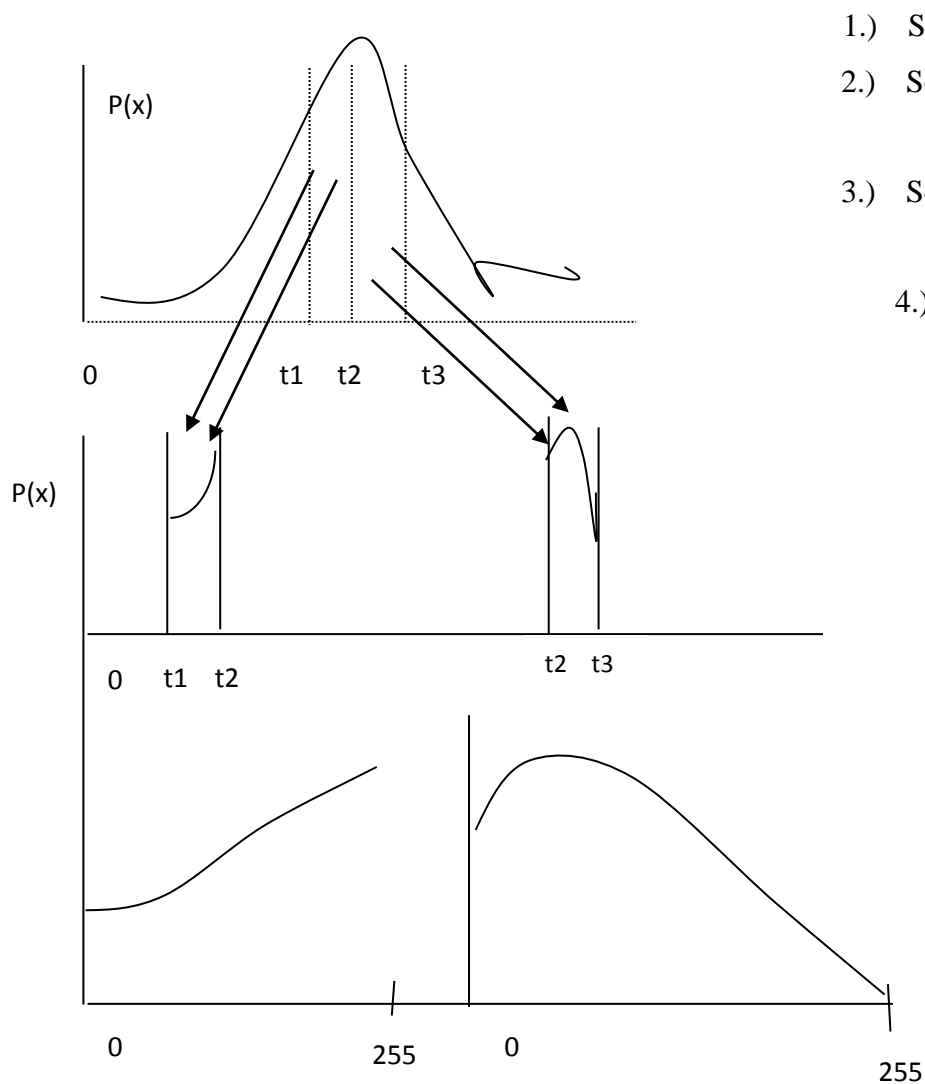 1.) S
2.) S
P(x)
3.) S
4.)
0 t1 t2 t3
P(x)
0 t1 t2 t2 t3
0 255 0 255